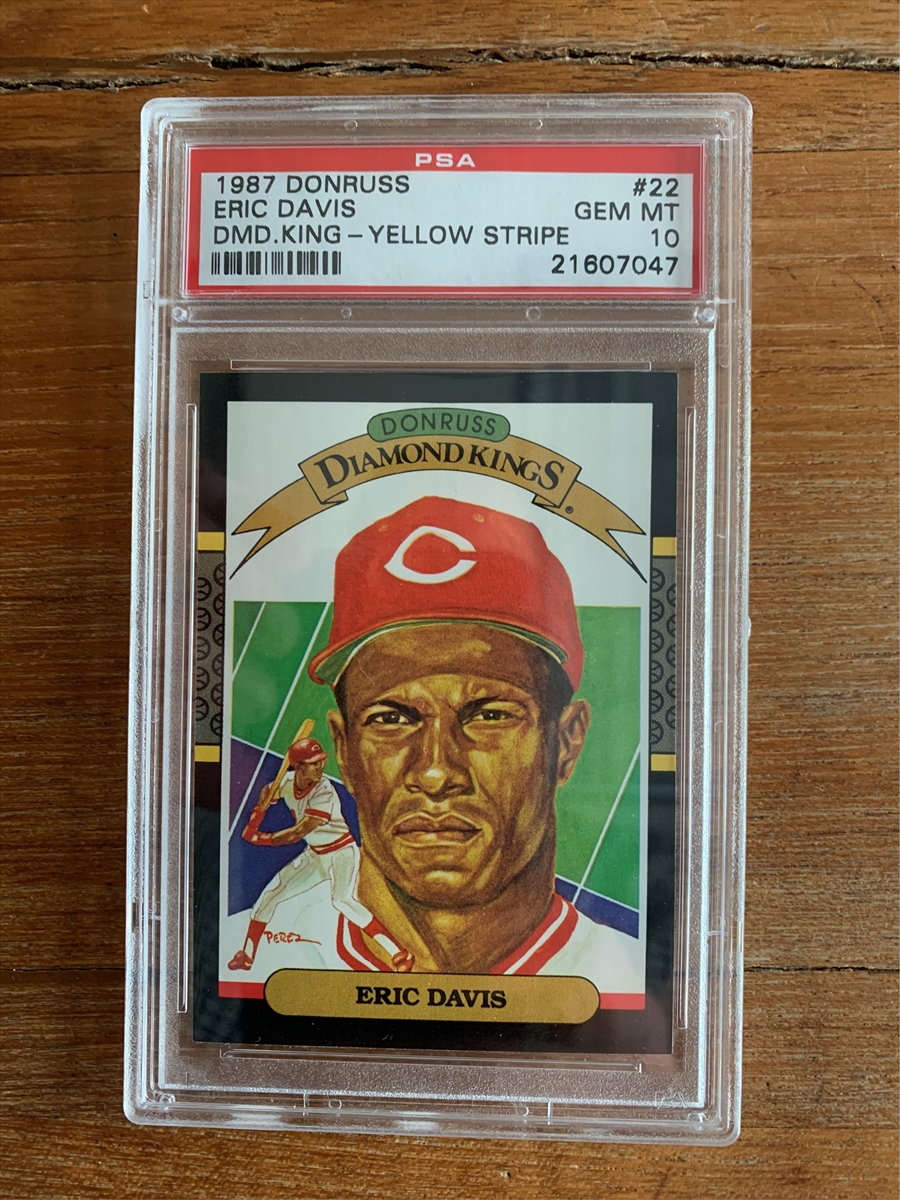 PSA
1987 DONRUSS #22
ERIC DAVIS GEM MT
DMD.KING – YELLOW STRIPE 10
21607047
DONRUSS
DIAMOND KINGS®
C
PEREZ
ERIC DAVIS